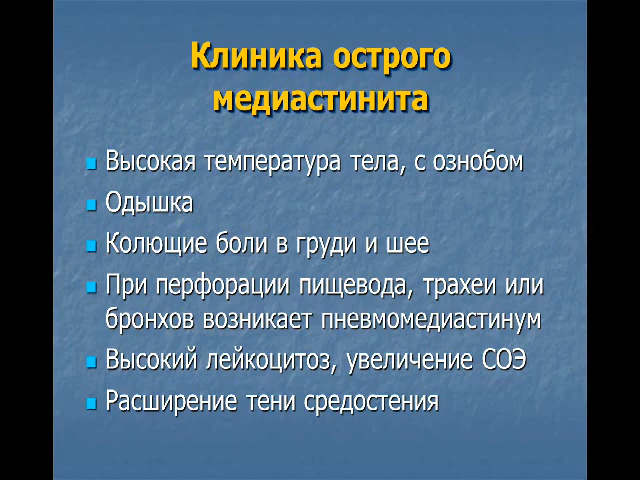 Клиника острого
медиастинита
Высокая температура тела, с ознобом
Одышка
Колющие боли в груди и шее
При перфорации пищевода, трахеи или
бронхов возникает пневмомедиастинум
Высокий лейкоцитоз, увеличение СОЭ
Расширение тени средостения